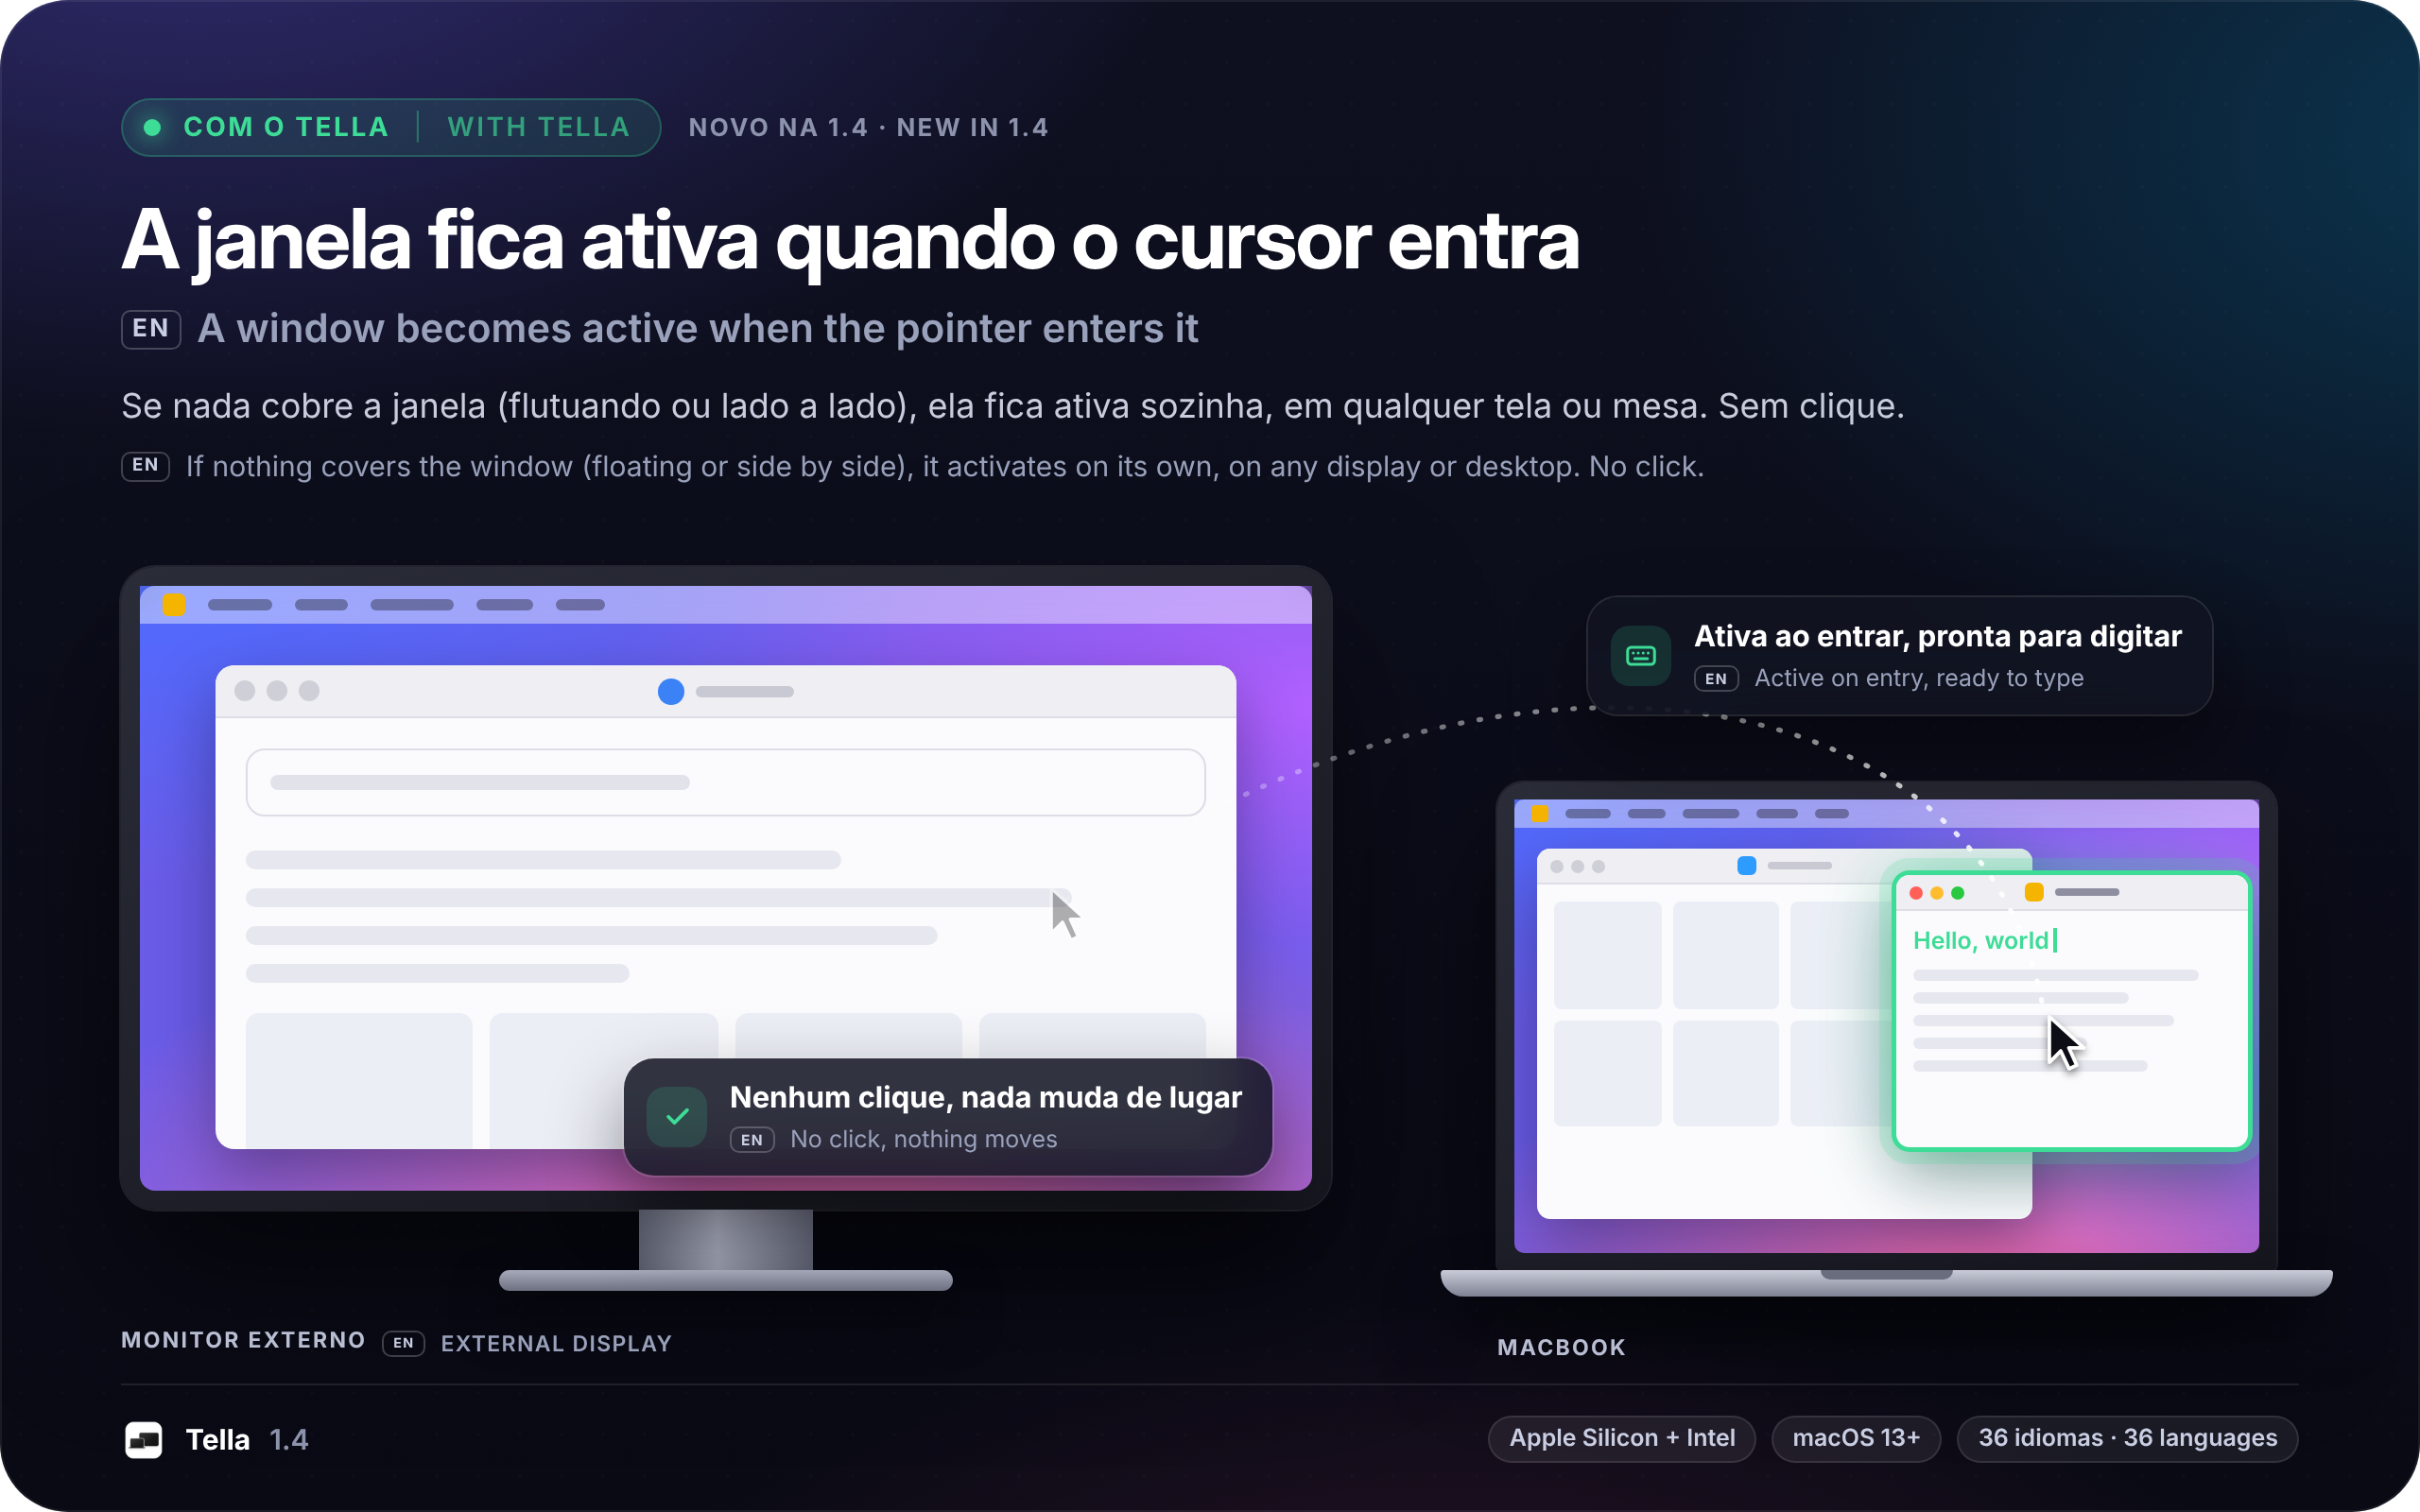 COM O TELLA | WITH TELLA NOVO NA 1.4 · NEW IN 1.4
A janela fica ativa quando o cursor entra
EN A window becomes active when the pointer enters it
Se nada cobre a janela (flutuando ou lado a lado), ela fica ativa sozinha, em qualquer tela ou mesa. Sem clique.
EN If nothing covers the window (floating or side by side), it activates on its own, on any display or desktop. No click.
Ativa ao entrar, pronta para digitar
EN Active on entry, ready to type
Hello, world
Nenhum clique, nada muda de lugar
EN No click, nothing moves
MONITOR EXTERNO EN EXTERNAL DISPLAY
MACBOOK
Tella 1.4
Apple Silicon + Intel
macOS 13+
36 idiomas · 36 languages